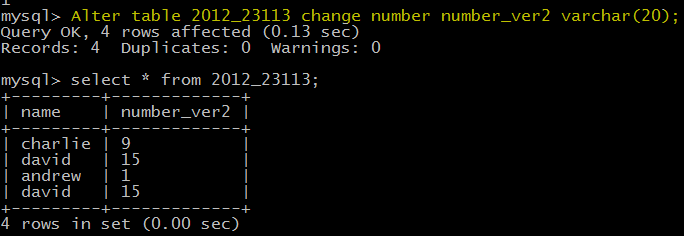 mysql> Alter table 2012_23113 change number number_ver2 varchar(20);
Query OK, 4 rows affected (0.13 sec)
Records: 4  Duplicates: 0  Warnings: 0
mysql> select * from 2012_23113;
+---------+-------------+
| name    | number_ver2 |
+---------+-------------+
| charlie | 9           |
| david   | 15          |
| andrew  | 1           |
| david   | 15          |
+---------+-------------+
4 rows in set (0.00 sec)